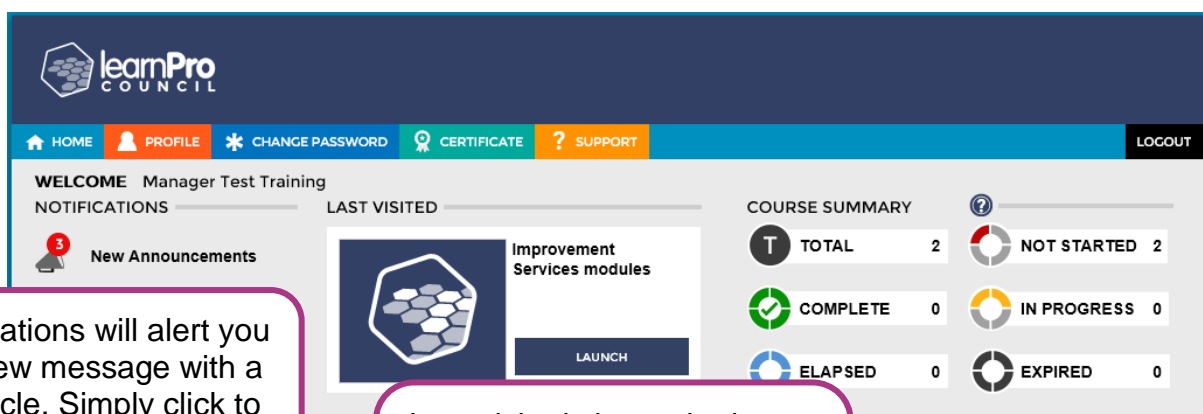 learnPro
COUNCIL
HOME PROFILE CHANGE PASSWORD CERTIFICATE ? SUPPORT LOGOUT
WELCOME Manager Test Training
NOTIFICATIONS
3
New Announcements
LAST VISITED
Improvement
Services modules
LAUNCH
COURSE SUMMARY ?
T TOTAL 2 NOT STARTED 2
COMPLETE 0 IN PROGRESS 0
ELAPSED 0 EXPIRED 0
ations will alert you
ew message with a
cle. Simply click to